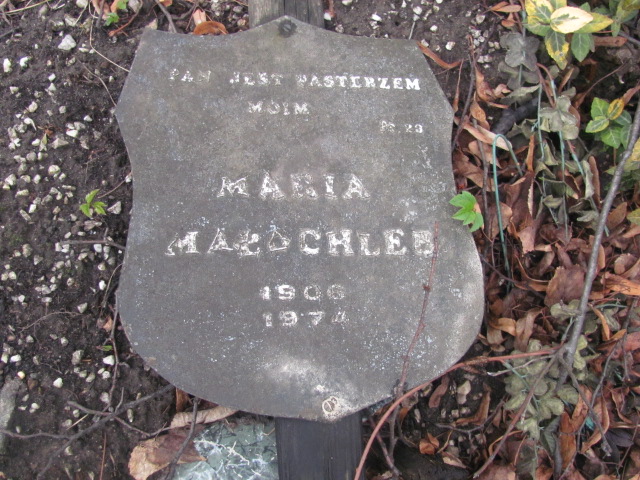 PAN JEST PASTERZEM
MOIM
PS. 23
MARIA
MAŁOCHLEB
1906
1974